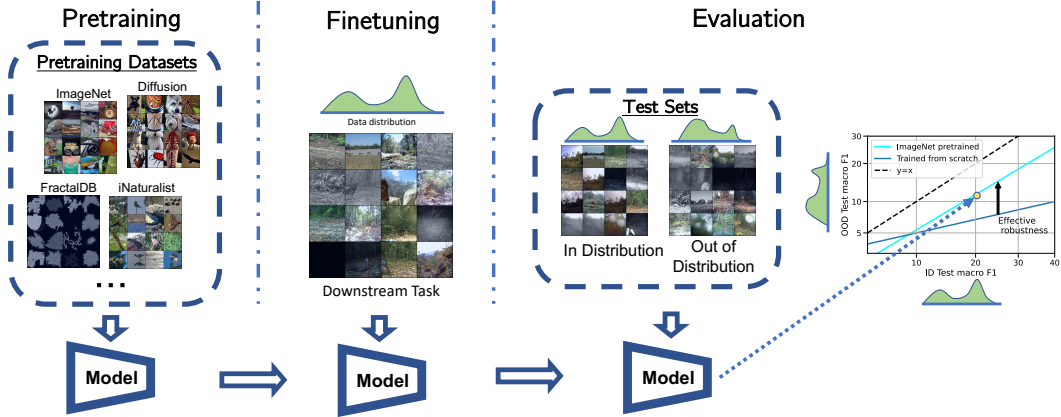 Pretraining
Finetuning
Evaluation
Pretraining Datasets
ImageNet
Diffusion
FractalDB
iNaturalist
...
Model
Data distribution
Downstream Task
Model
Test Sets
In Distribution
Out of
Distribution
Model
30
20
10
5
OOD Test macro F1
ImageNet pretrained
Trained from scratch
y=x
Effective
robustness
10
20
30
40
ID Test macro F1